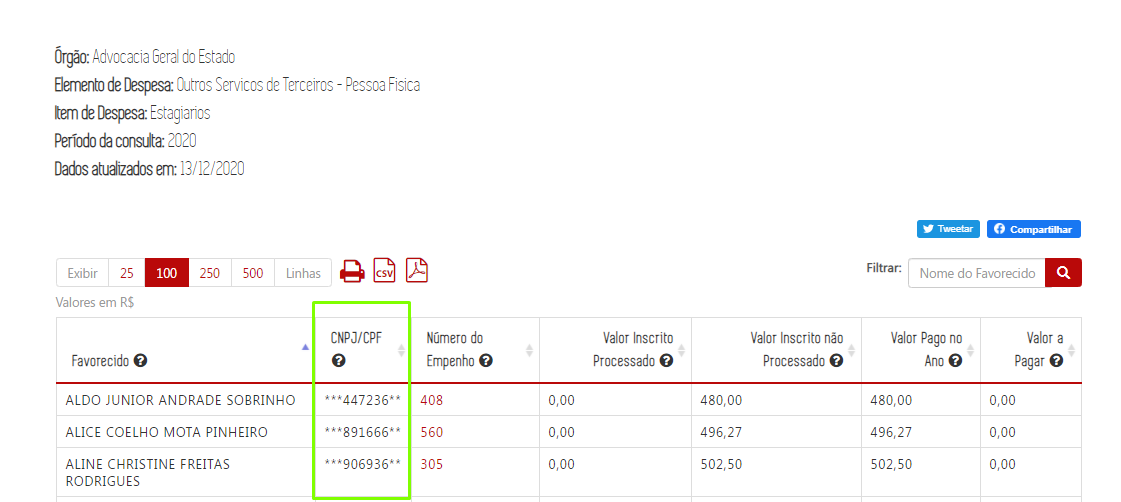 Órgão: Advocacia Geral do Estado
Elemento de Despesa: Outros Servicos de Terceiros - Pessoa Fisica
Item de Despesa: Estagiarios
Período da consulta: 2020
Dados atualizados em: 13/12/2020
Tweetar Compartilhar
Exibir 25 100 250 500 Linhas CSV Filtrar: Nome do Favorecido
Valores em R$
Favorecido ? CNPJ/CPF ? Número do Empenho ? Valor Inscrito Processado ? Valor Inscrito não Processado ? Valor Pago no Ano ? Valor a Pagar ?
ALDO JUNIOR ANDRADE SOBRINHO ***447236** 408 0,00 480,00 480,00 0,00
ALICE COELHO MOTA PINHEIRO ***891666** 560 0,00 496,27 496,27 0,00
ALINE CHRISTINE FREITAS ***906936** 305 0,00 502,50 502,50 0,00
RODRIGUES